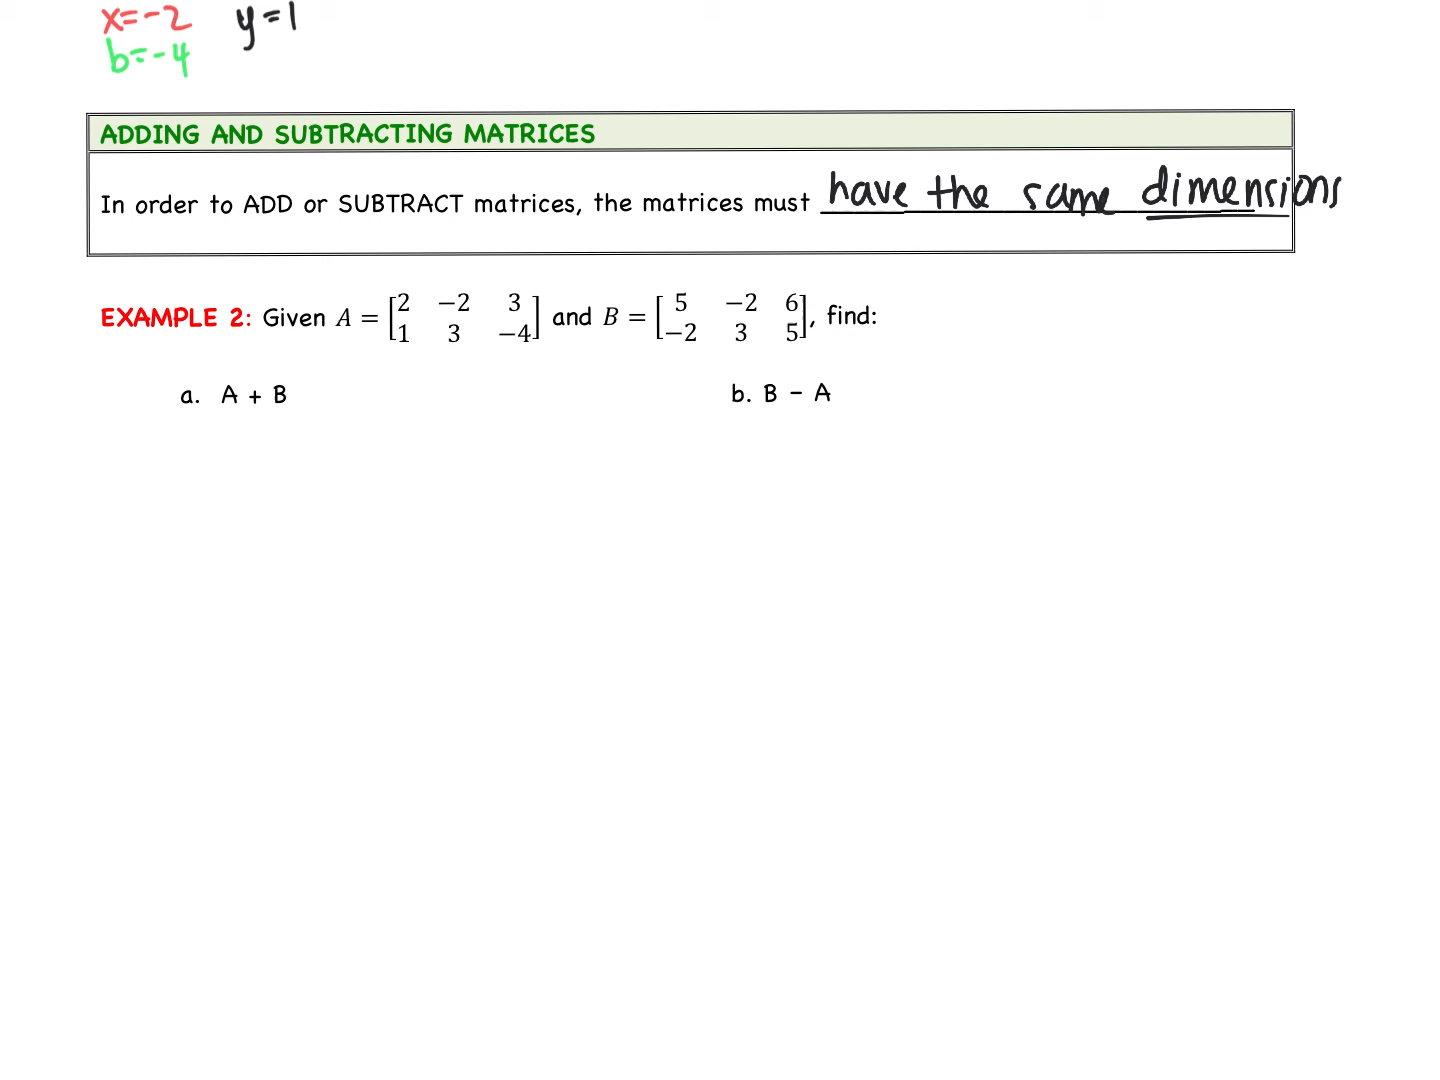 x=-2 y=1
b=-4
ADDING AND SUBTRACTING MATRICES
In order to ADD or SUBTRACT matrices, the matrices must have the same dimensions
EXAMPLE 2: Given A = [2 −2 3; 1 3 −4] and B = [5 −2 6; −2 3 5], find:
a. A + B b. B − A